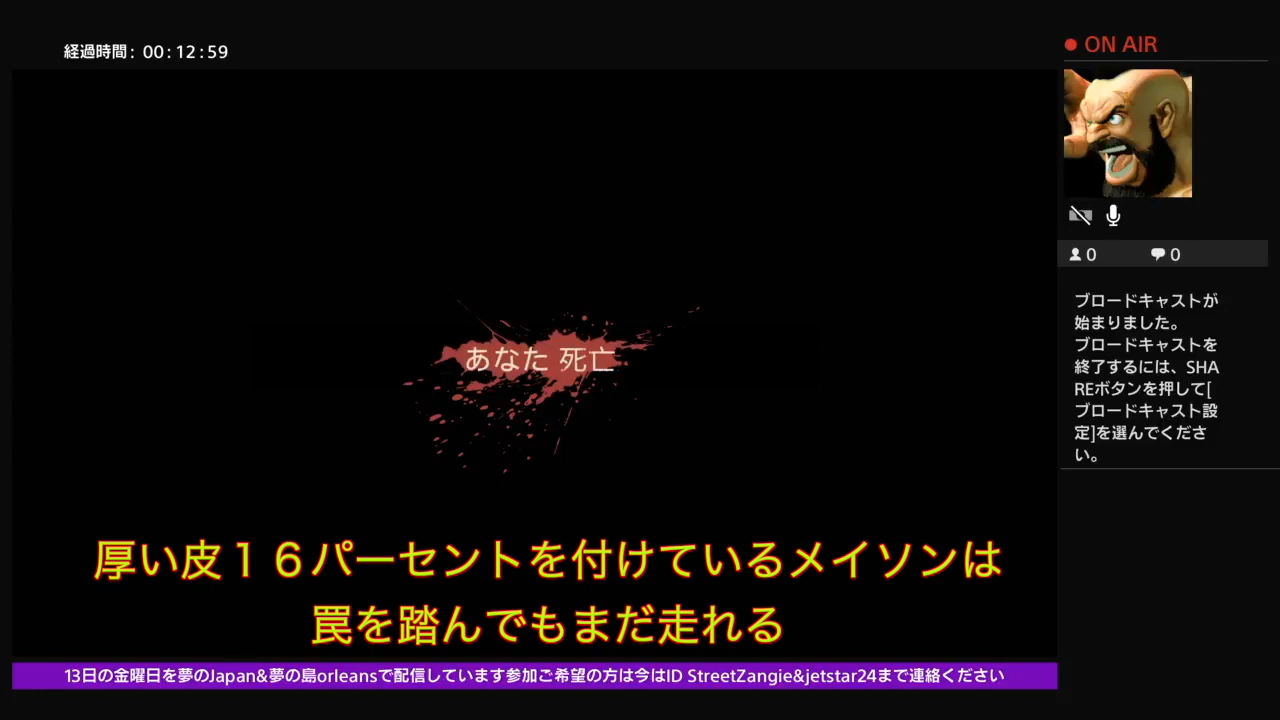 経過時間: 00:12:59
ON AIR
0 0
ブロードキャストが
始まりました。
ブロードキャストを
終了するには、SHA
REボタンを押して[
ブロードキャスト設
定]を選んでくださ
い。
あなた 死亡
厚い皮１６パーセントを付けているメイソンは
罠を踏んでもまだ走れる
13日の金曜日を夢のJapan&夢の島orleansで配信しています参加ご希望の方は今はID StreetZangie&jetstar24まで連絡ください